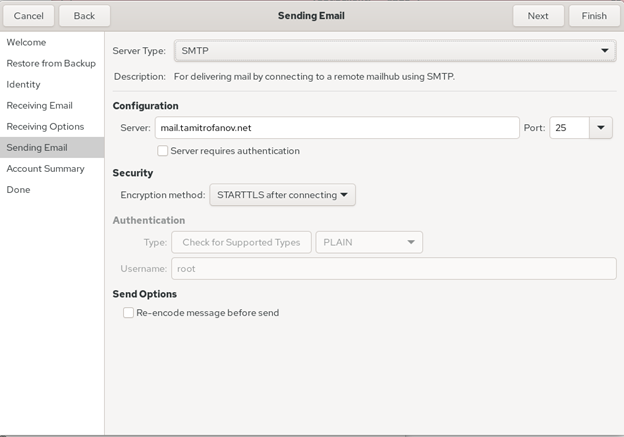 Cancel Back Sending Email Next Finish
Welcome
Restore from Backup
Identity
Receiving Email
Receiving Options
Sending Email
Account Summary
Done
Server Type: SMTP
Description: For delivering mail by connecting to a remote mailhub using SMTP.
Configuration
Server: mail.tamitrofanov.net Port: 25
Server requires authentication
Security
Encryption method: STARTTLS after connecting
Authentication
Type: Check for Supported Types PLAIN
Username: root
Send Options
Re-encode message before send